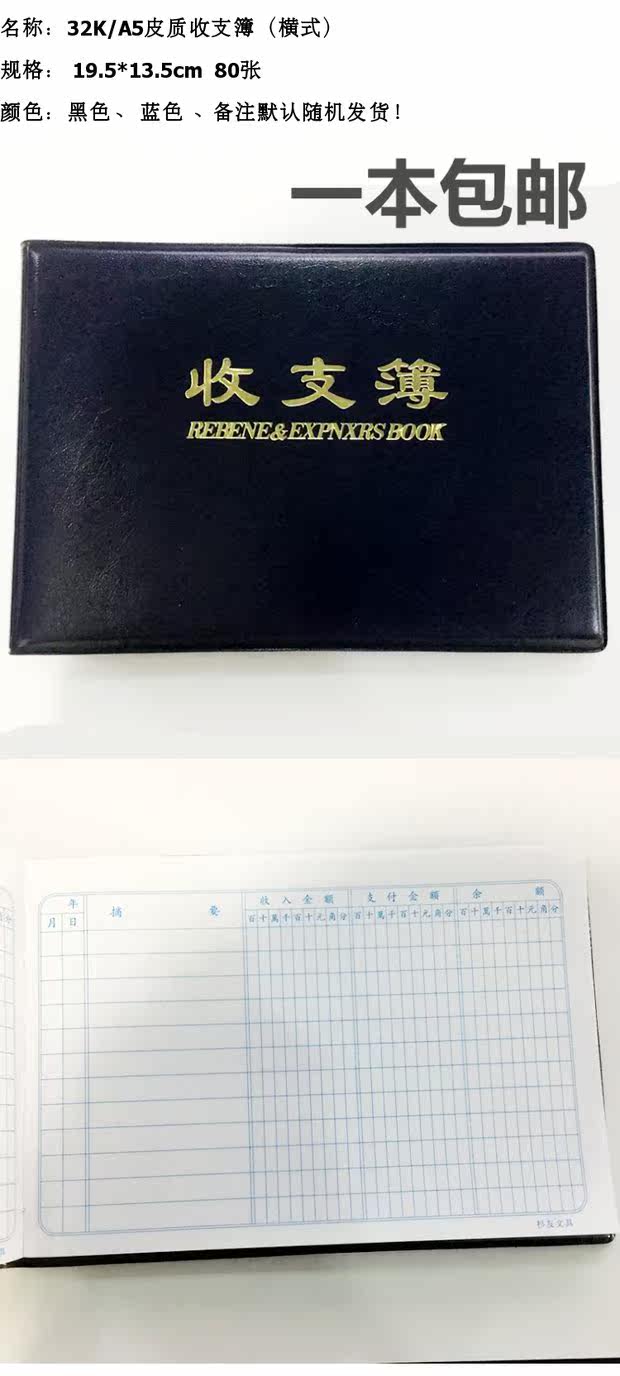 名称：32K/A5皮质收支簿（横式）
规格： 19.5*13.5cm 80张
颜色：黑色、 蓝色 、备注默认随机发货！
一本包邮
收支簿
REBENE&EXPNXRS BOOK
年 摘 要 收 入 金 额 支 付 金 额 余 额
月 日 百十萬千百十元角分 百十萬千百十元角分 百十萬千百十元角分
杉友文具